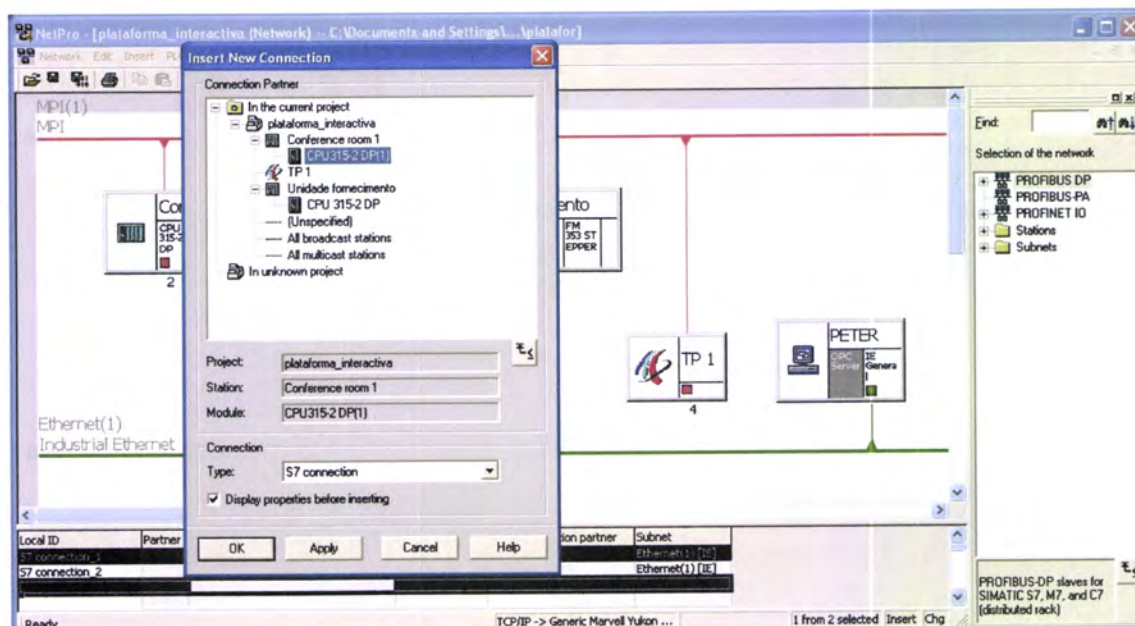 NetPro - [plataforma_interactiva (Network) -- C:\Documents and Settings\...\platafor]
Network Edit Insert
MPI(1)
MPI
Insert New Connection
Connection Partner
In the current project
plataforma_interactiva
Conference room 1
CPU315-2 DP(1)
TP 1
Unidade fornecimento
CPU 315-2 DP
(Unspecified)
All broadcast stations
All multicast stations
In unknown project
Project: plataforma_interactiva
Station: Conference room 1
Module: CPU315-2 DP(1)
Connection
Type: S7 connection
Display properties before inserting
OK Apply Cancel Help
Con
CPU
315-2
DP
2
ento
FM
353 ST
EPPER
TP 1
4
PETER
OPC
Server
IE
Genera
l
Ethernet(1)
Industrial Ethernet
Find:
Selection of the network
PROFIBUS DP
PROFIBUS-PA
PROFINET IO
Stations
Subnets
Local ID Partner tion partner Subnet
S7 connection_1 Ethernet(1) [IE]
S7 connection_2 Ethernet(1) [IE]
PROFIBUS-DP slaves for
SIMATIC S7, M7, and C7
(distributed rack)
Ready TCP/IP -> Generic Marvell Yukon ... 1 from 2 selected Insert Chg